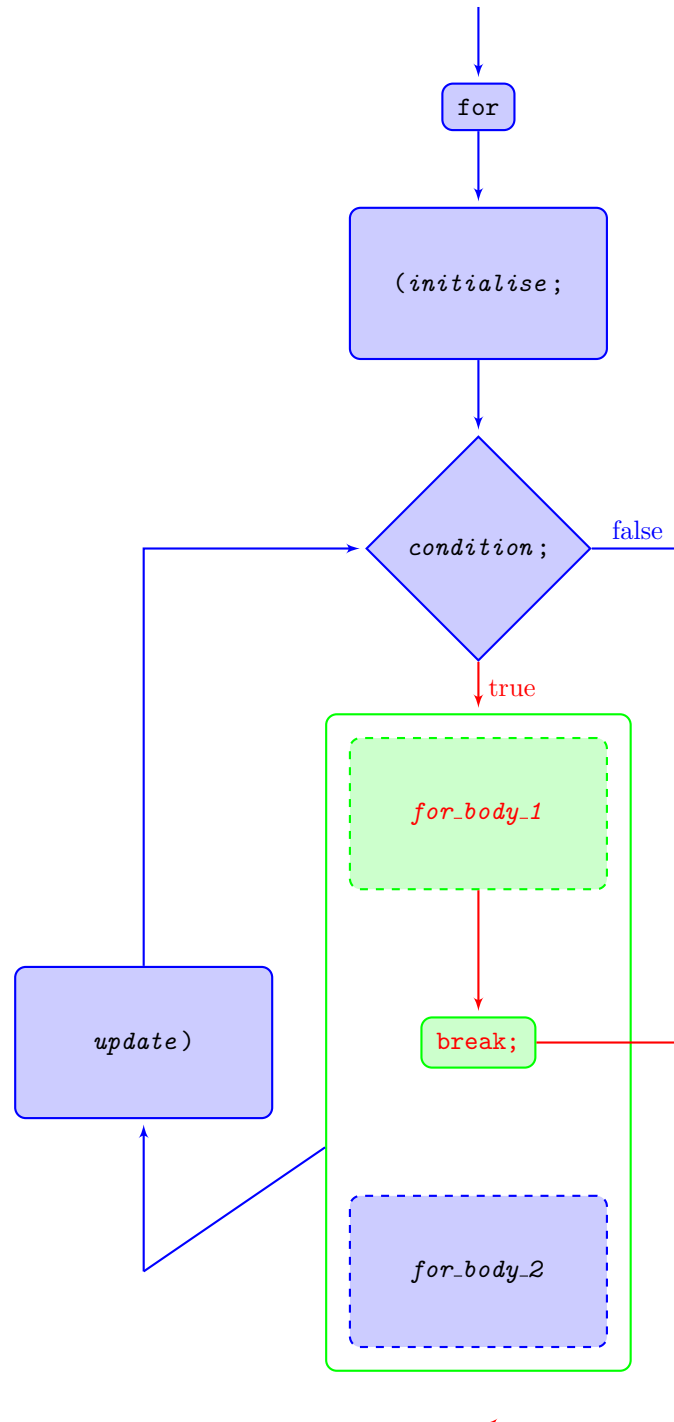 for
(initialise;
condition;
false
true
for_body_1
update)
break;
for_body_2